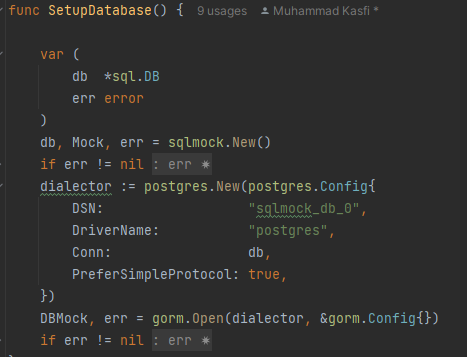 func SetupDatabase() { 9 usages Muhammad Kasfi *
var (
db *sql.DB
err error
)
db, Mock, err = sqlmock.New()
if err != nil : err
dialector := postgres.New(postgres.Config{
DSN: "sqlmock_db_0",
DriverName: "postgres",
Conn: db,
PreferSimpleProtocol: true,
})
DBMock, err = gorm.Open(dialector, &gorm.Config{})
if err != nil : err